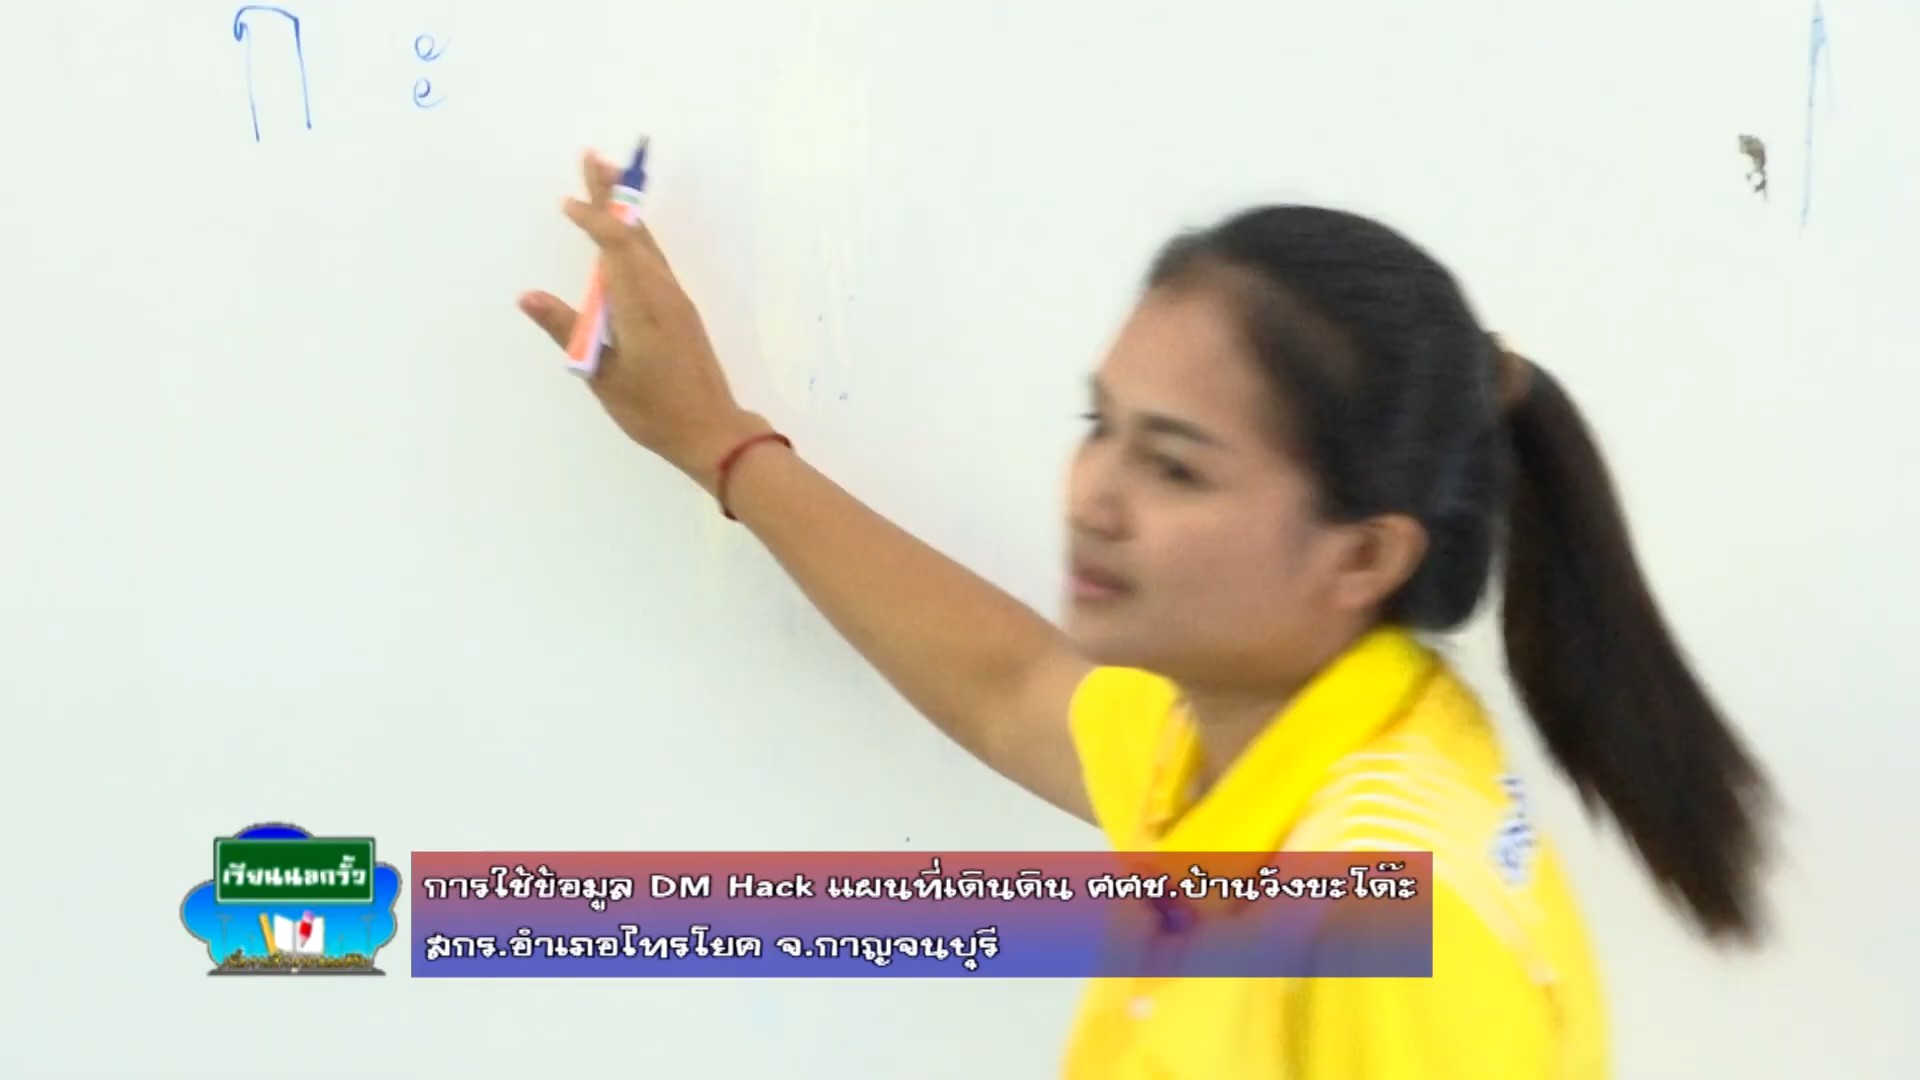 ก ะ
เรียนนอกรั้ว
การใช้ข้อมูล DM Hack แผนที่เดินดิน ศศช.บ้านวังขะโด๊ะ
สกร.อำเภอไทรโยค จ.กาญจนบุรี